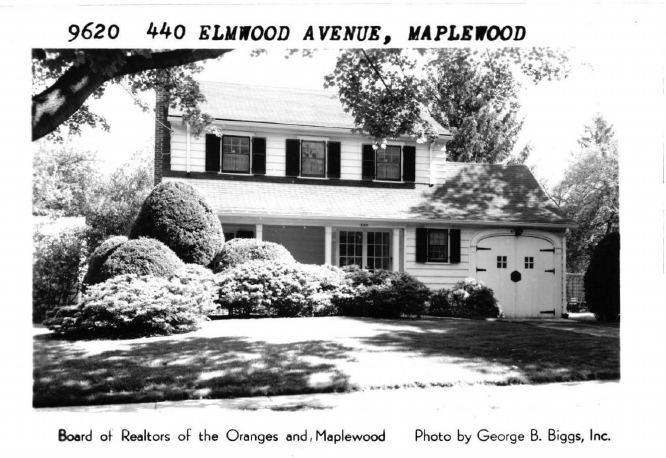 9620 440 ELMWOOD AVENUE, MAPLEWOOD
Board of Realtors of the Oranges and, Maplewood Photo by George B. Biggs, Inc.